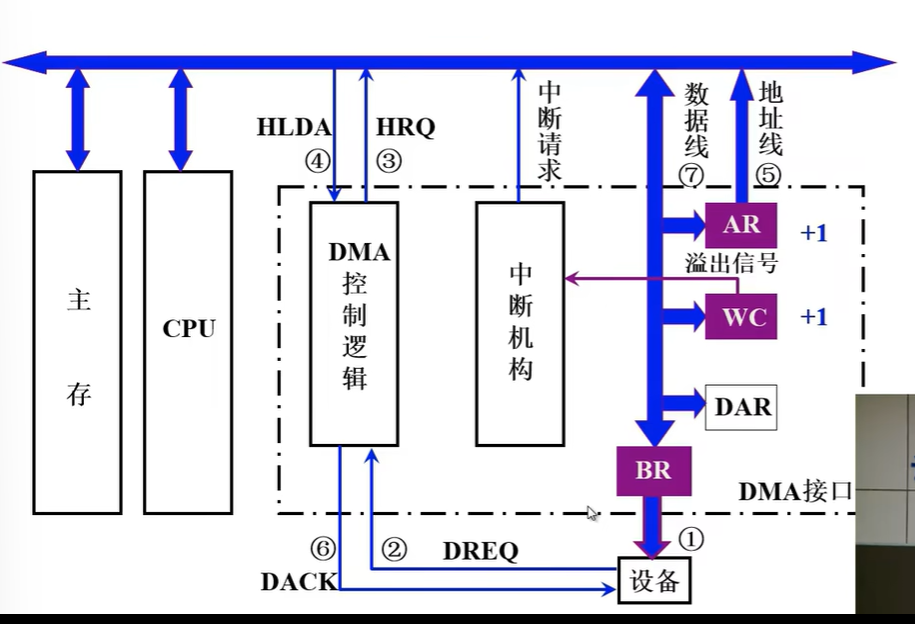 HLDA
④
HRQ
③
中断请求
数据线
⑦
地址线
⑤
主存
CPU
DMA
控制逻辑
中断机构
AR
+1
溢出信号
WC
+1
DAR
BR
DMA接口
⑥
②
DREQ
①
DACK
设备